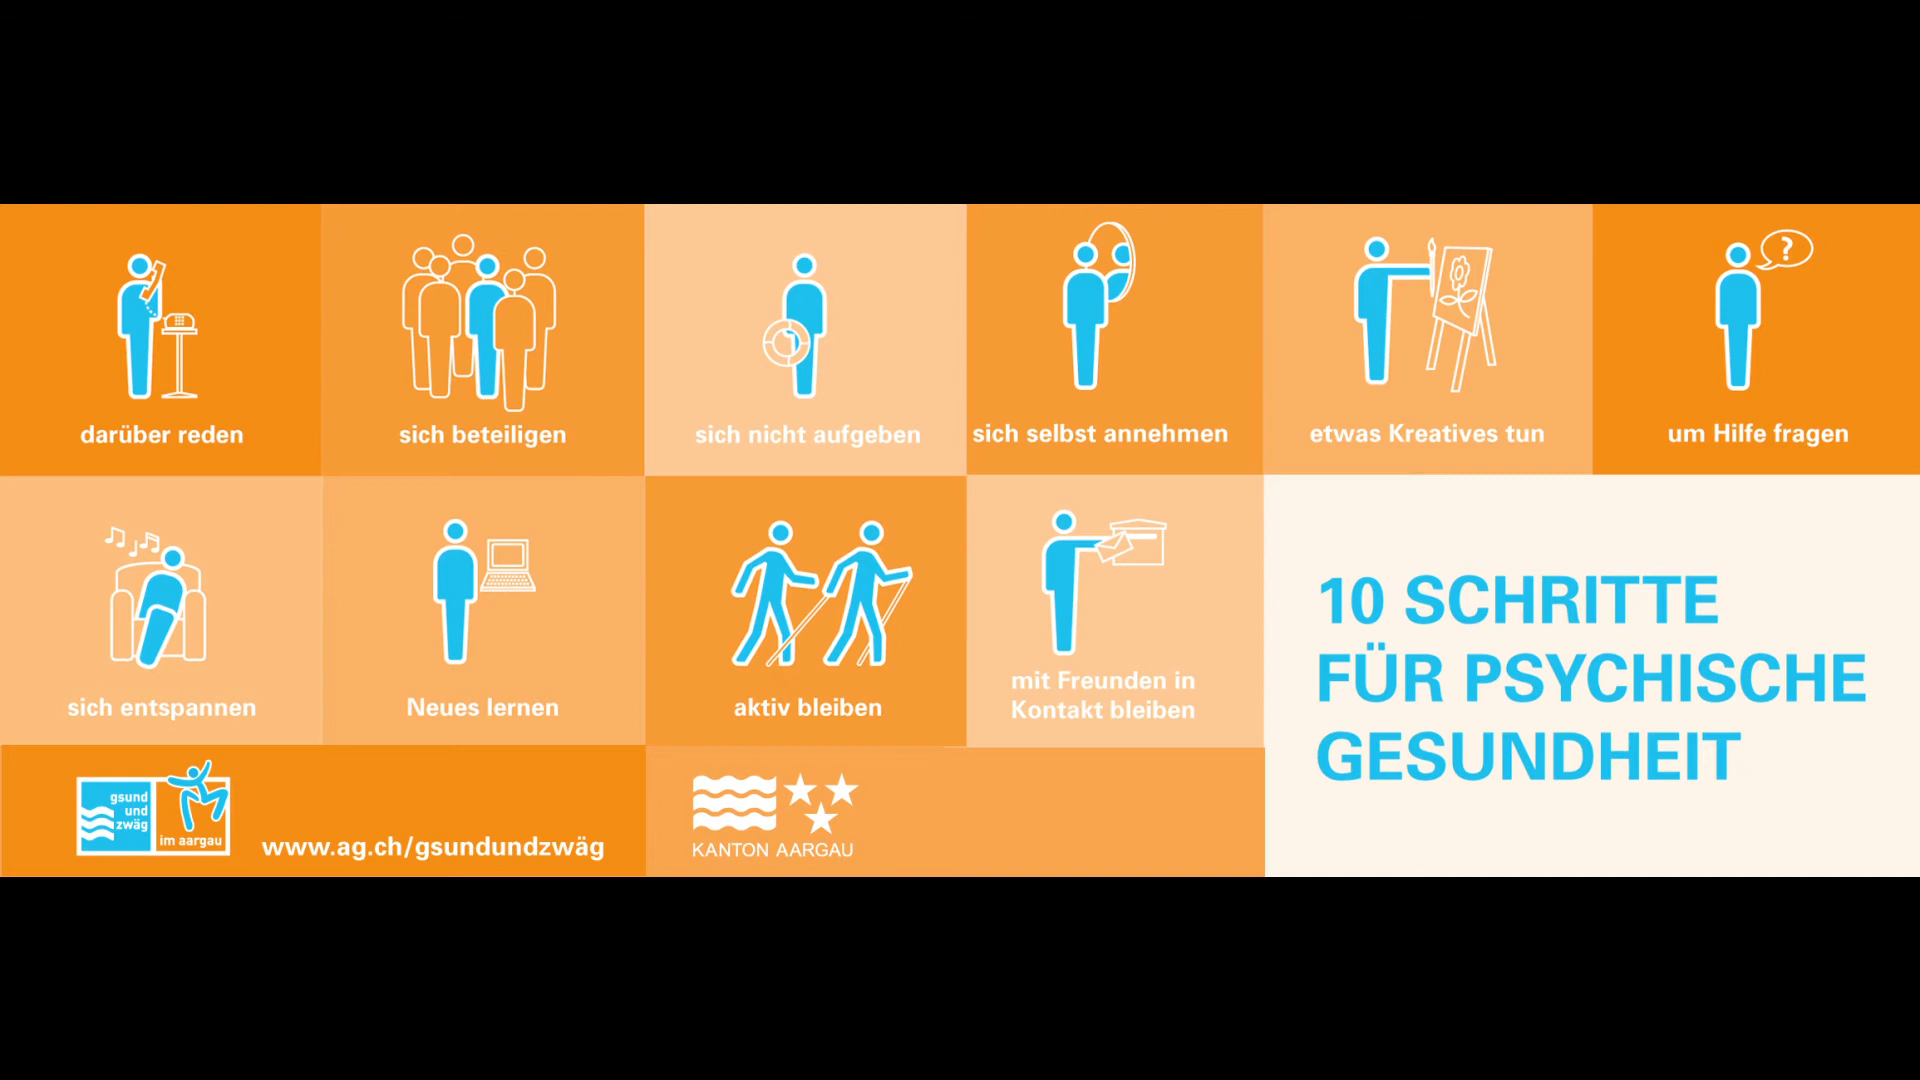 darüber reden
sich beteiligen
sich nicht aufgeben
sich selbst annehmen
etwas Kreatives tun
?
um Hilfe fragen
sich entspannen
Neues lernen
aktiv bleiben
mit Freunden in
Kontakt bleiben
10 SCHRITTE
FÜR PSYCHISCHE
GESUNDHEIT
gsund
und
zwäg
im aargau
www.ag.ch/gsundundzwäg
KANTON AARGAU